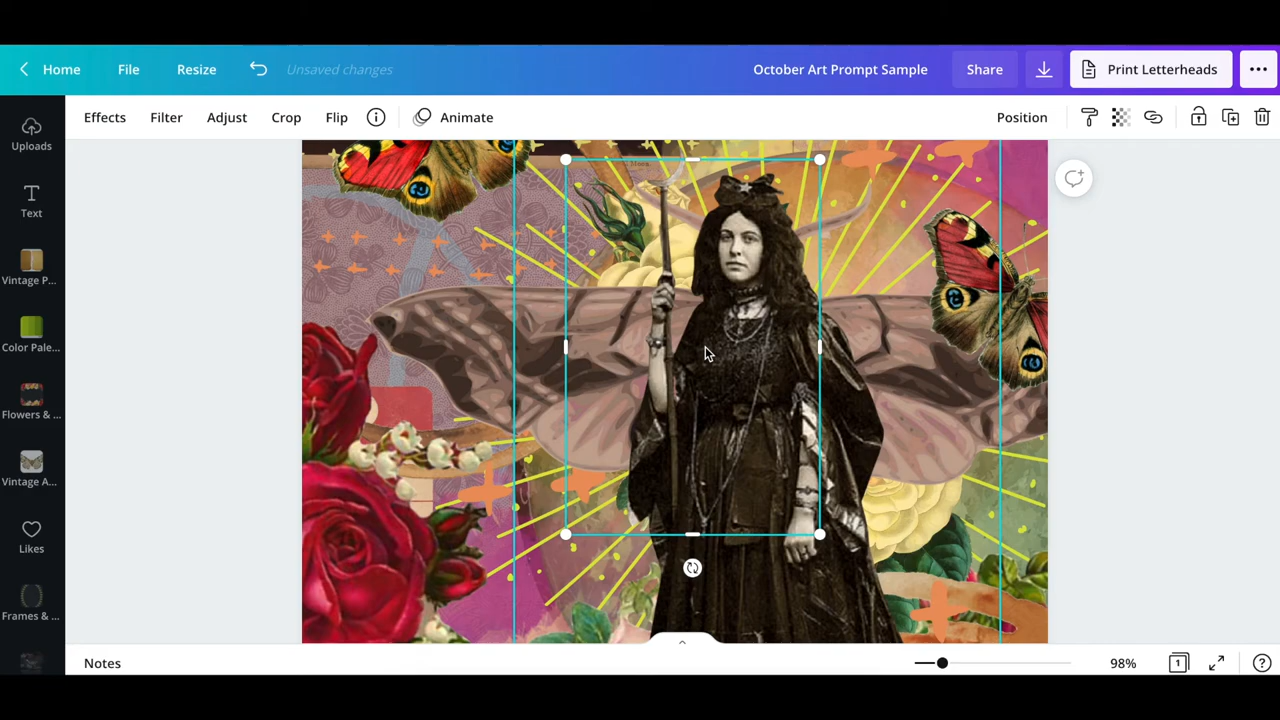 Home File Resize Unsaved changes October Art Prompt Sample Share Print Letterheads
Effects Filter Adjust Crop Flip Animate Position
Uploads
Text
Vintage P...
Color Pale...
Flowers & ...
Vintage A...
Likes
Frames & ...
Notes 98% 1